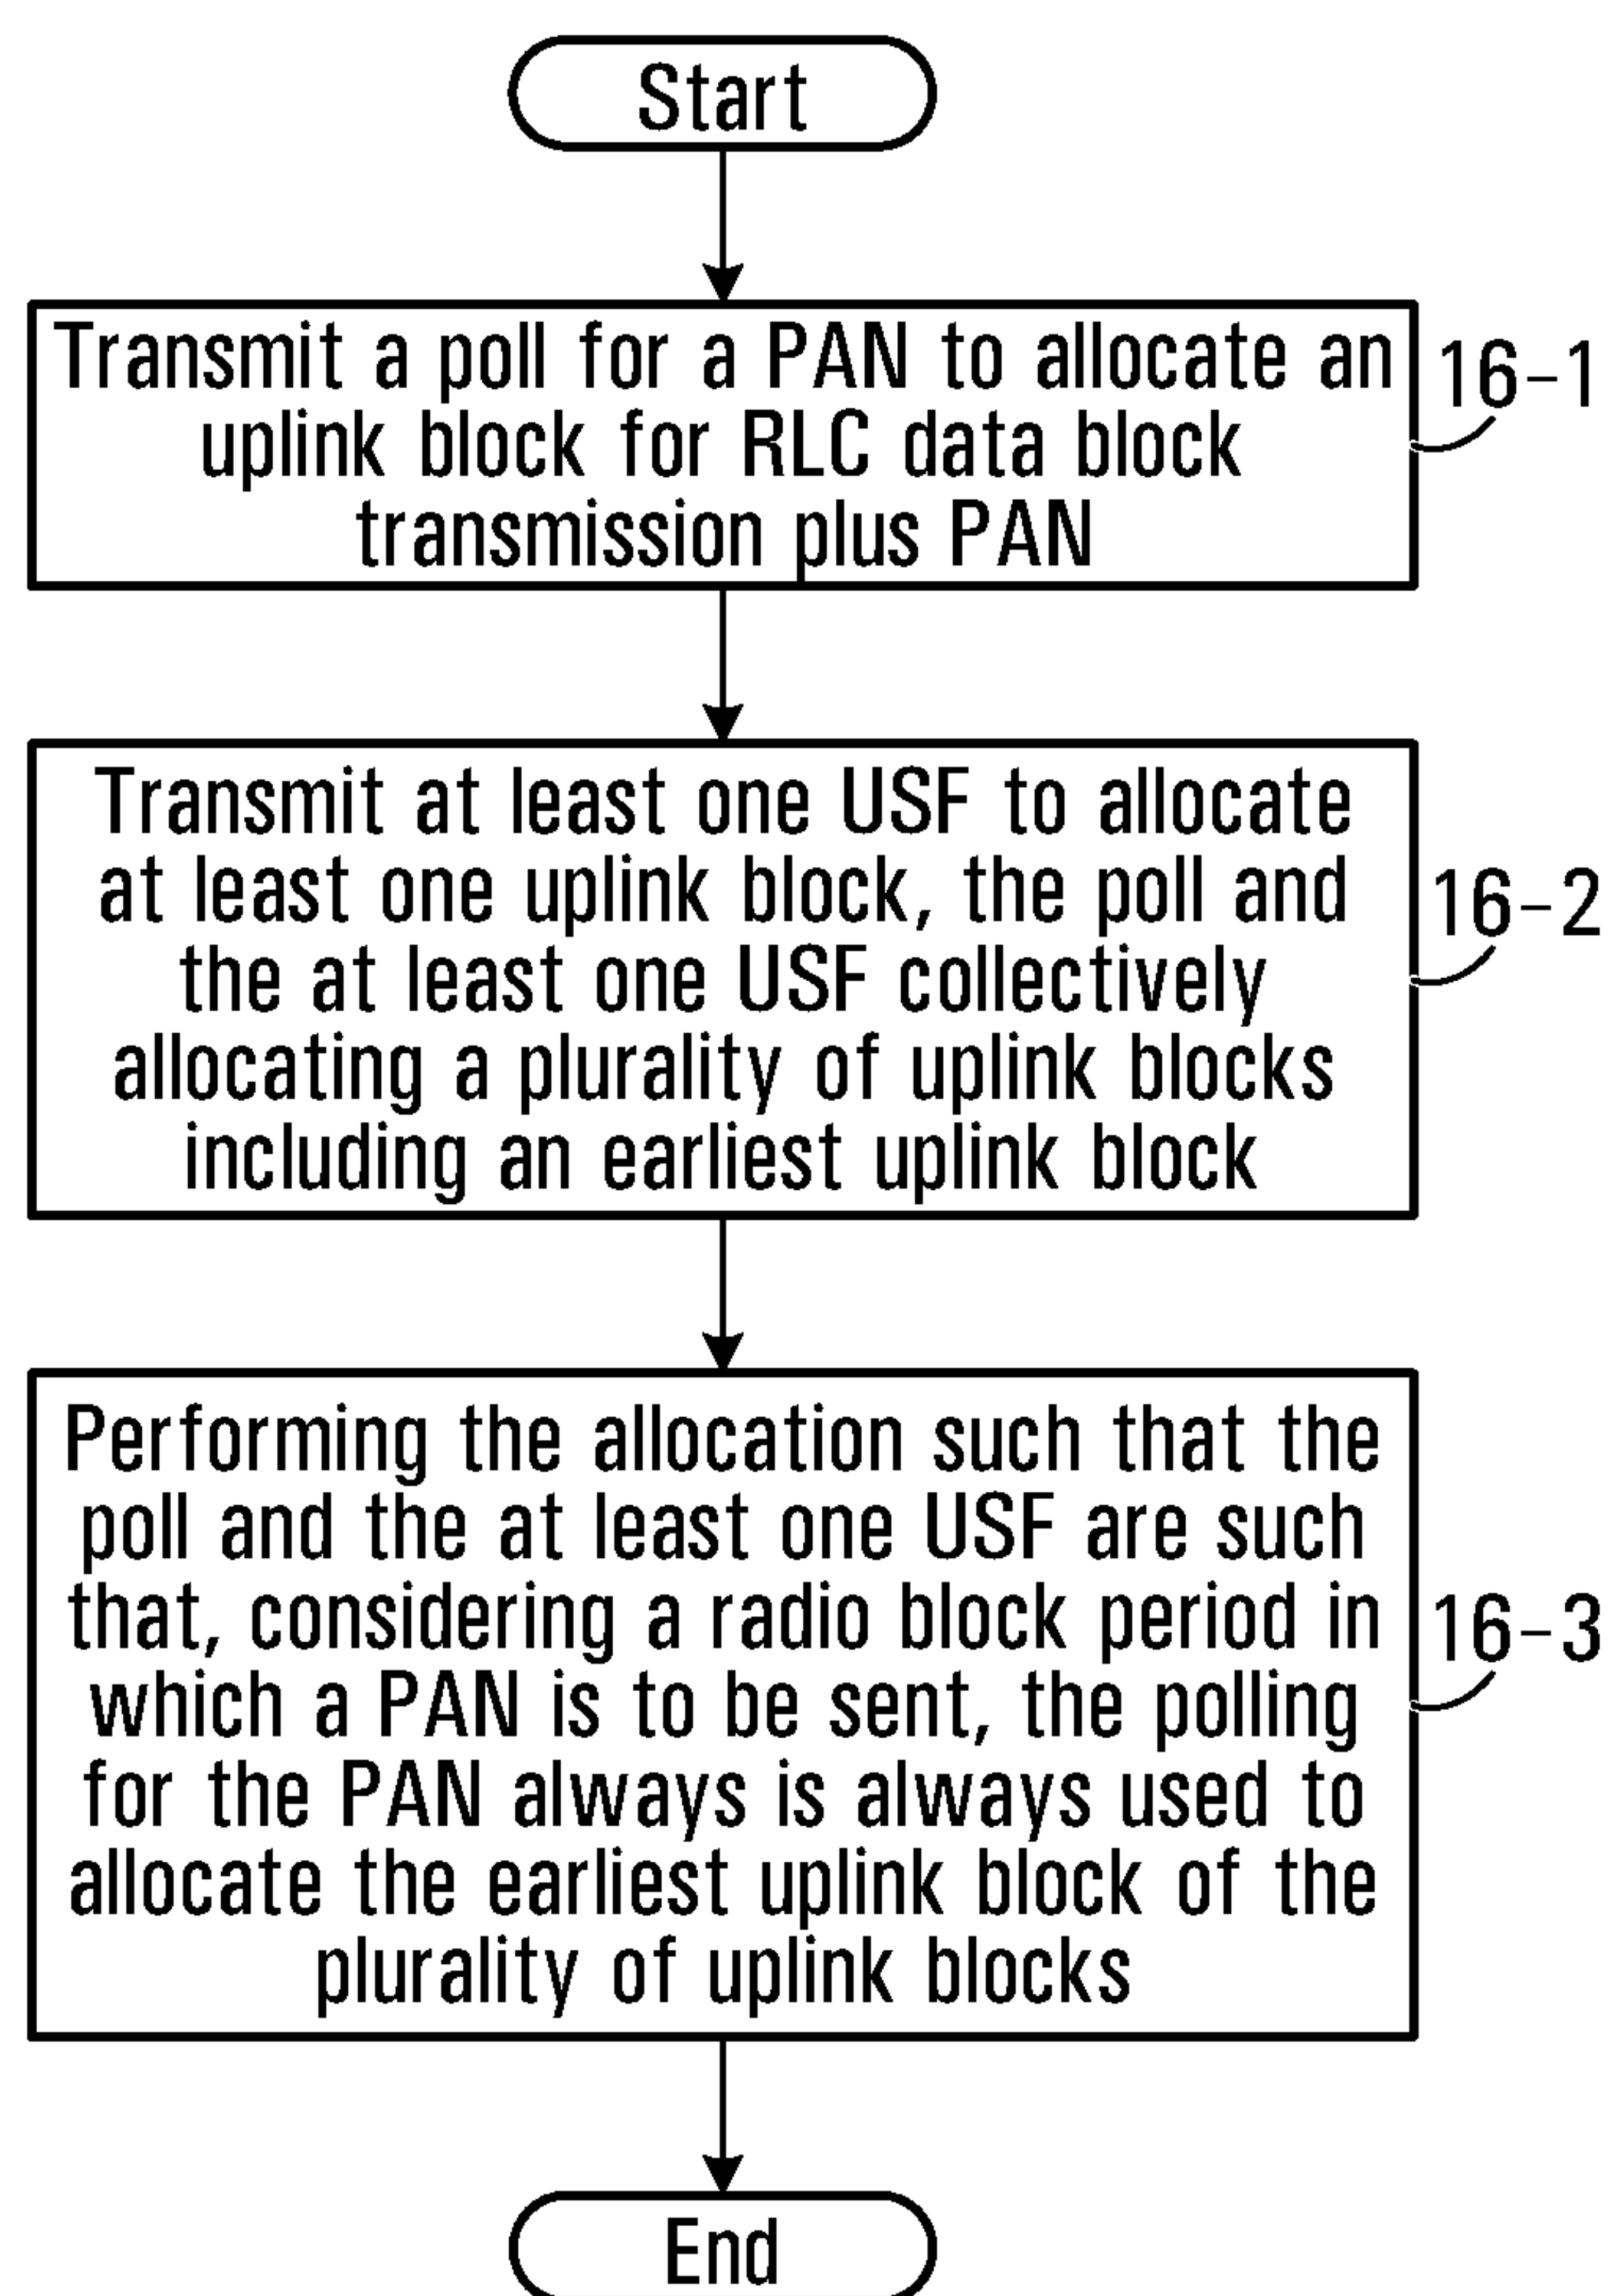 Start
Transmit a poll for a PAN to allocate an
uplink block for RLC data block
transmission plus PAN
16-1
Transmit at least one USF to allocate
at least one uplink block, the poll and
the at least one USF collectively
allocating a plurality of uplink blocks
including an earliest uplink block
16-2
Performing the allocation such that the
poll and the at least one USF are such
that, considering a radio block period in
which a PAN is to be sent, the polling
for the PAN always is always used to
allocate the earliest uplink block of the
plurality of uplink blocks
16-3
End